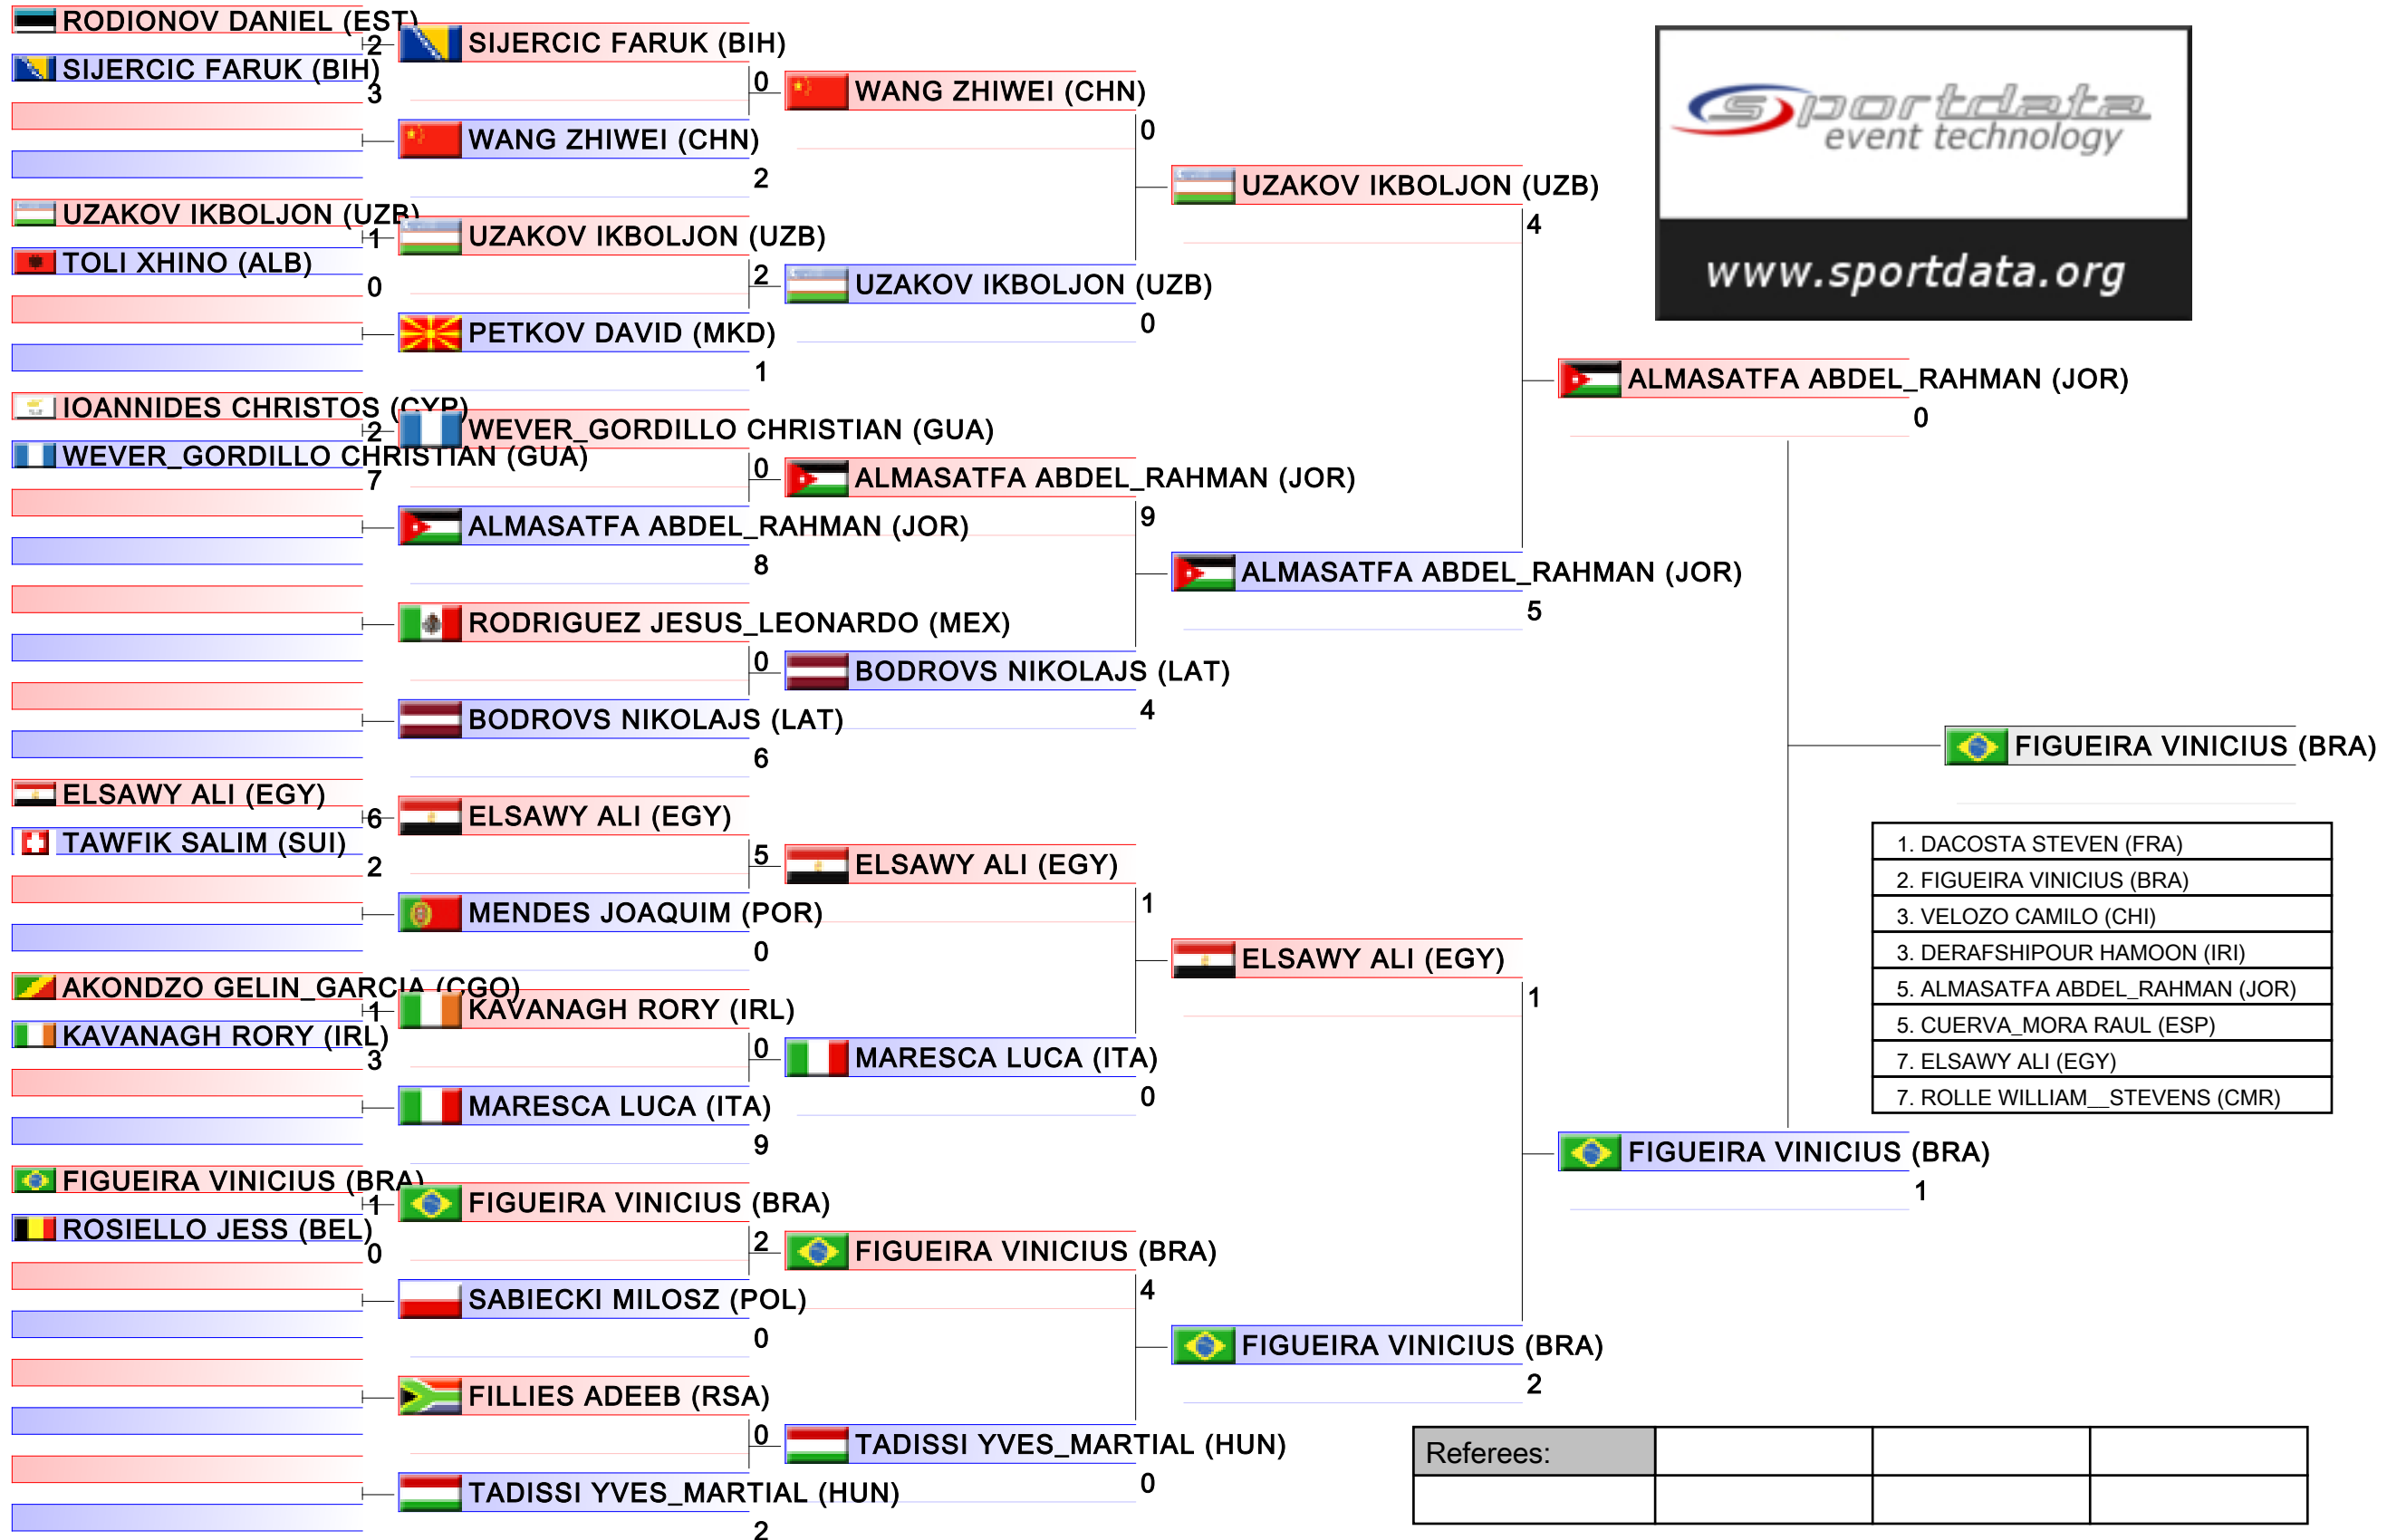 RODIONOV DANIEL (EST)
2
SIJERCIC FARUK (BIH)
3
UZAKOV IKBOLJON (UZB)
1
TOLI XHINO (ALB)
0
IOANNIDES CHRISTOS (CYP)
2
WEVER_GORDILLO CHRISTIAN (GUA)
7
ELSAWY ALI (EGY)
6
TAWFIK SALIM (SUI)
2
AKONDZO GELIN_GARCIA (CGO)
1
KAVANAGH RORY (IRL)
3
FIGUEIRA VINICIUS (BRA)
1
ROSIELLO JESS (BEL)
0
SIJERCIC FARUK (BIH)
0
WANG ZHIWEI (CHN)
2
UZAKOV IKBOLJON (UZB)
2
PETKOV DAVID (MKD)
1
WEVER_GORDILLO CHRISTIAN (GUA)
0
ALMASATFA ABDEL_RAHMAN (JOR)
8
RODRIGUEZ JESUS_LEONARDO (MEX)
0
BODROVS NIKOLAJS (LAT)
6
ELSAWY ALI (EGY)
5
MENDES JOAQUIM (POR)
0
KAVANAGH RORY (IRL)
0
MARESCA LUCA (ITA)
9
FIGUEIRA VINICIUS (BRA)
2
SABIECKI MILOSZ (POL)
0
FILLIES ADEEB (RSA)
0
TADISSI YVES_MARTIAL (HUN)
2
WANG ZHIWEI (CHN)
0
UZAKOV IKBOLJON (UZB)
0
ALMASATFA ABDEL_RAHMAN (JOR)
9
BODROVS NIKOLAJS (LAT)
4
ELSAWY ALI (EGY)
1
MARESCA LUCA (ITA)
0
FIGUEIRA VINICIUS (BRA)
4
TADISSI YVES_MARTIAL (HUN)
0
UZAKOV IKBOLJON (UZB)
4
ALMASATFA ABDEL_RAHMAN (JOR)
5
ELSAWY ALI (EGY)
1
FIGUEIRA VINICIUS (BRA)
2
ALMASATFA ABDEL_RAHMAN (JOR)
0
FIGUEIRA VINICIUS (BRA)
1
FIGUEIRA VINICIUS (BRA)
sportdata
event technology
www.sportdata.org
1. DACOSTA STEVEN (FRA)
2. FIGUEIRA VINICIUS (BRA)
3. VELOZO CAMILO (CHI)
3. DERAFSHIPOUR HAMOON (IRI)
5. ALMASATFA ABDEL_RAHMAN (JOR)
5. CUERVA_MORA RAUL (ESP)
7. ELSAWY ALI (EGY)
7. ROLLE WILLIAM__STEVENS (CMR)
Referees: